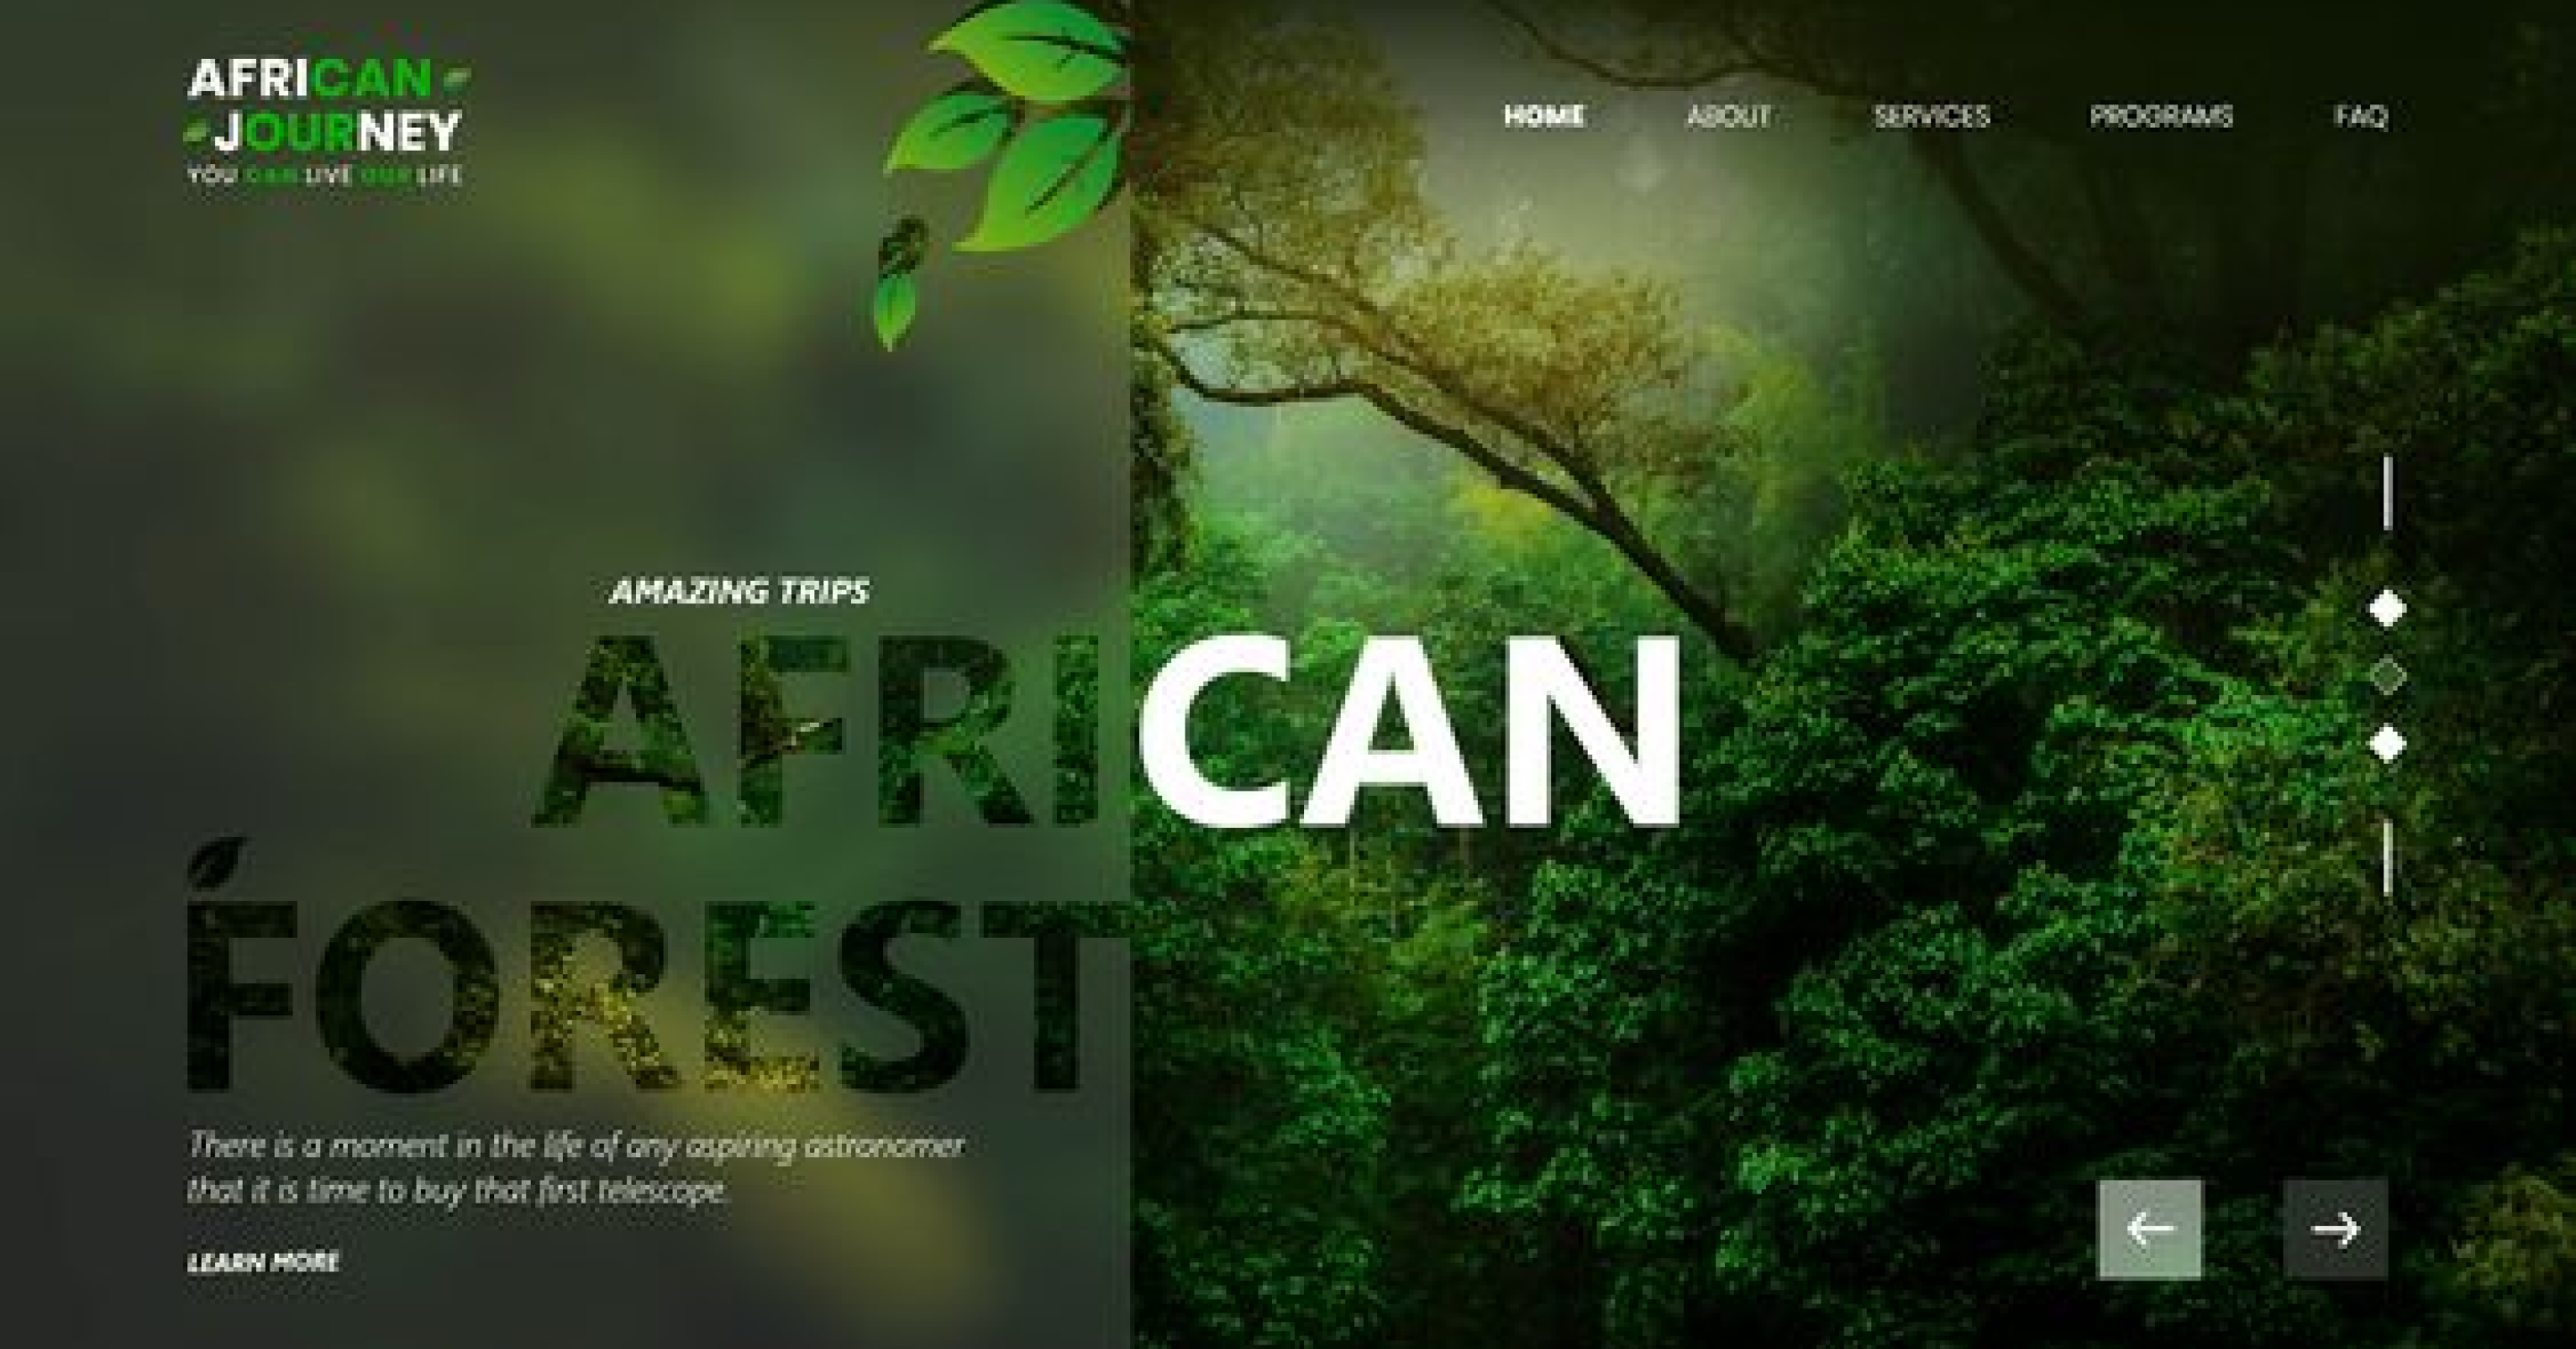 AFRICAN
JOURNEY
YOU CAN LIVE OUR LIFE
HOME ABOUT SERVICES PROGRAMS FAQ
AMAZING TRIPS
AFRICAN
FOREST
There is a moment in the life of any aspiring astronomer
that it is time to buy that first telescope.
LEARN MORE